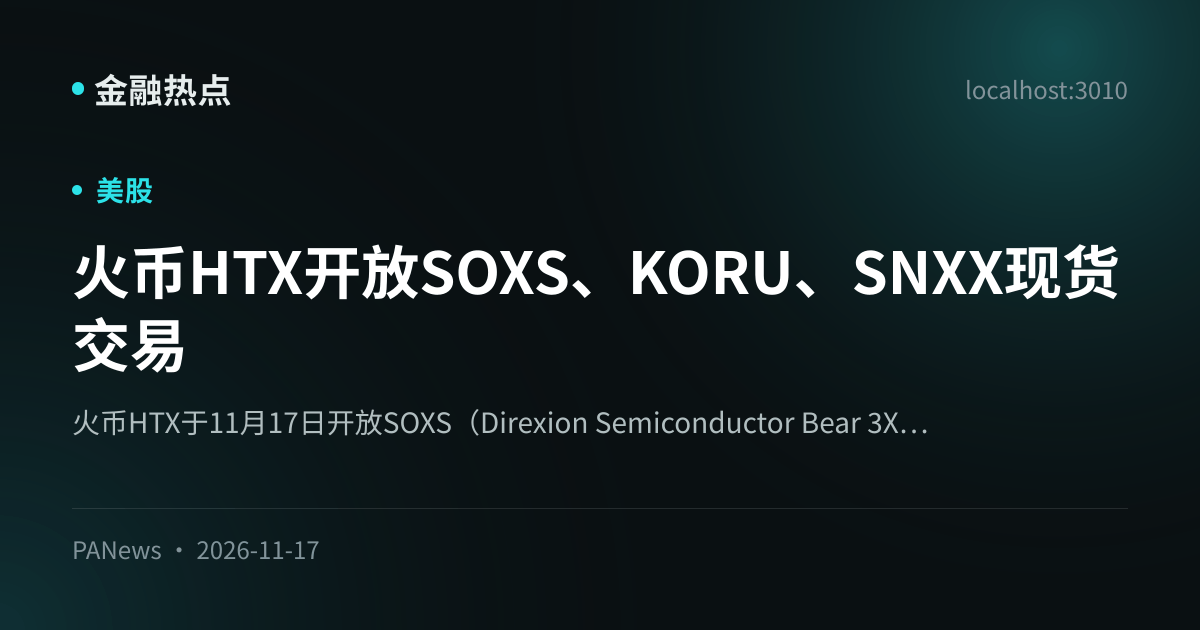 金融热点
localhost:3010
美股
火币HTX开放SOXS、KORU、SNXX现货
交易
火币HTX于11月17日开放SOXS（Direxion Semiconductor Bear 3X…
PANews · 2026-11-17